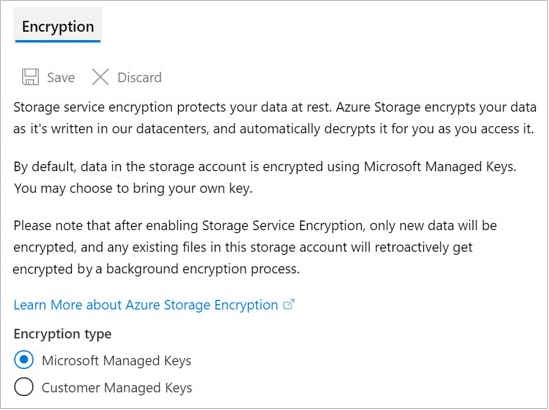 Encryption
Save Discard
Storage service encryption protects your data at rest. Azure Storage encrypts your data
as it's written in our datacenters, and automatically decrypts it for you as you access it.
By default, data in the storage account is encrypted using Microsoft Managed Keys.
You may choose to bring your own key.
Please note that after enabling Storage Service Encryption, only new data will be
encrypted, and any existing files in this storage account will retroactively get
encrypted by a background encryption process.
Learn More about Azure Storage Encryption
Encryption type
Microsoft Managed Keys
Customer Managed Keys